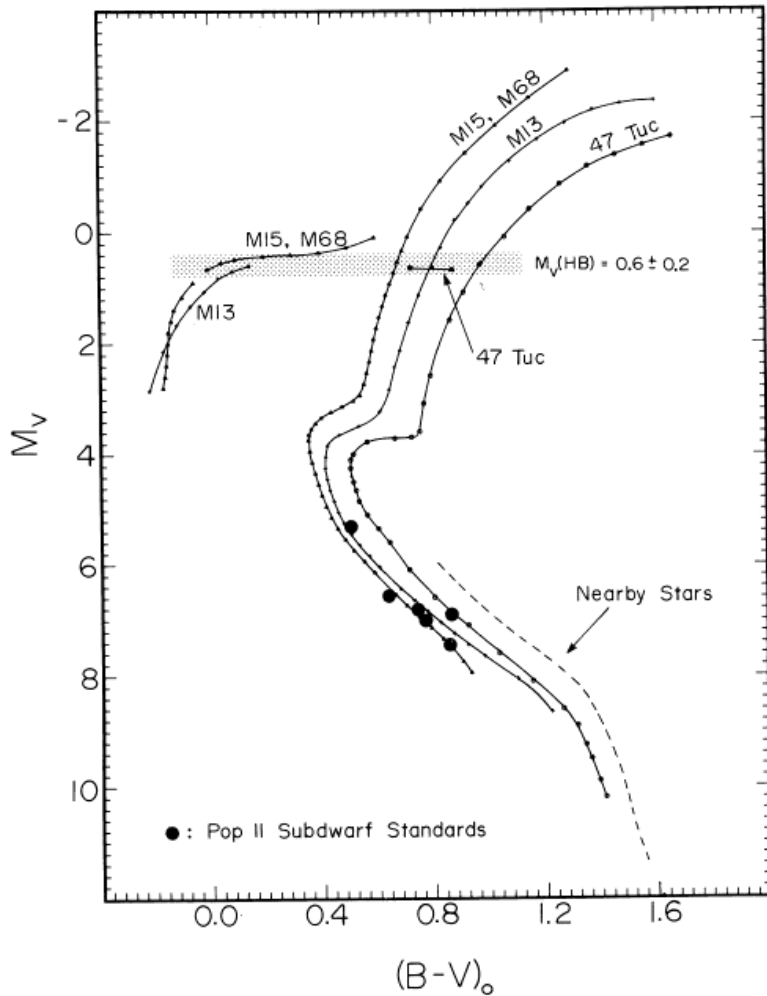 -2
0
2
4
6
8
10
M_V
M15, M68
M13
47 Tuc
M15, M68
M_V(HB) = 0.6 ± 0.2
M13
47 Tuc
Nearby Stars
● : Pop II Subdwarf Standards
0.0 0.4 0.8 1.2 1.6
(B-V)_o